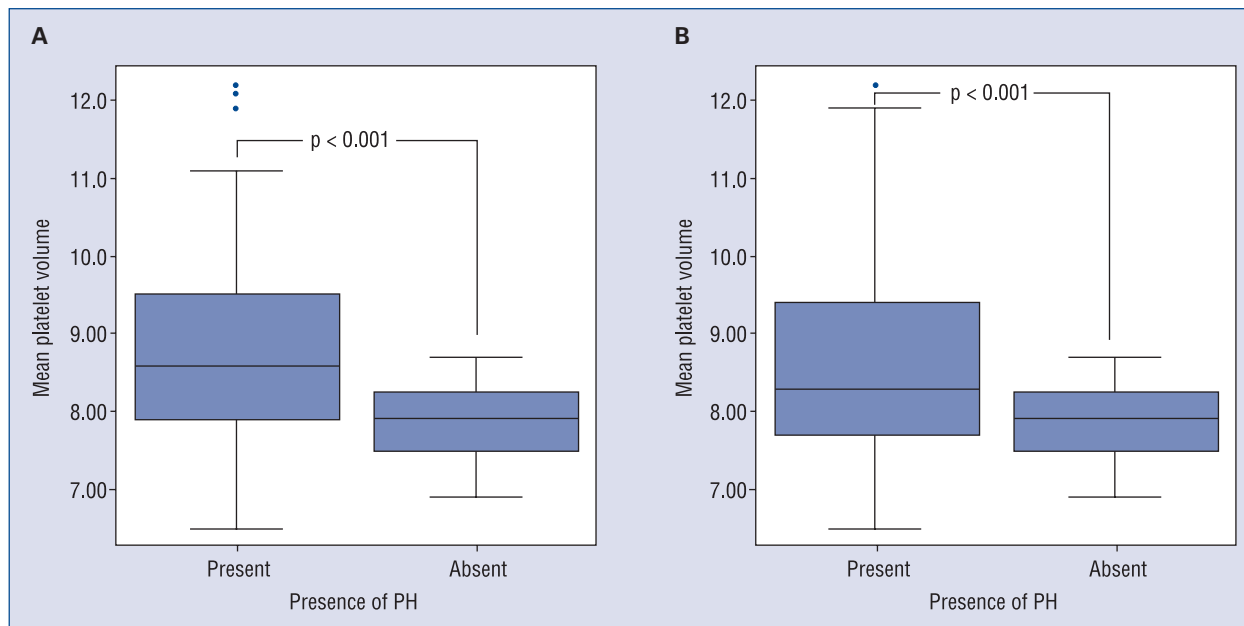 A
Mean platelet volume
12.0
11.0
10.0
9.00
8.00
7.00
p < 0.001
Present
Absent
Presence of PH
B
Mean platelet volume
12.0
11.0
10.0
9.00
8.00
7.00
p < 0.001
Present
Absent
Presence of PH